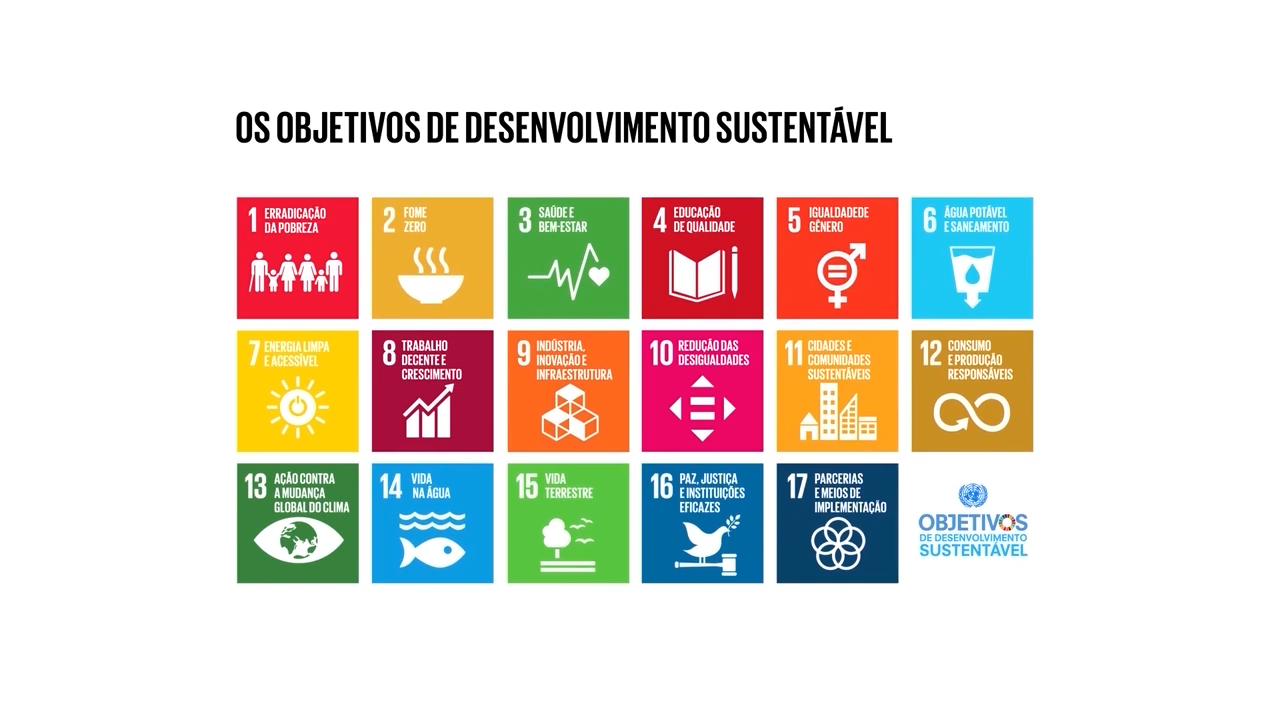 OS OBJETIVOS DE DESENVOLVIMENTO SUSTENTÁVEL
1 ERRADICAÇÃO
DA POBREZA
2 FOME
ZERO
3 SAÚDE E
BEM-ESTAR
4 EDUCAÇÃO
DE QUALIDADE
5 IGUALDADEDE
GÊNERO
6 ÁGUA POTÁVEL
E SANEAMENTO
7 ENERGIA LIMPA
E ACESSÍVEL
8 TRABALHO
DECENTE E
CRESCIMENTO
9 INDÚSTRIA,
INOVAÇÃO E
INFRAESTRUTURA
10 REDUÇÃO DAS
DESIGUALDADES
11 CIDADES E
COMUNIDADES
SUSTENTÁVEIS
12 CONSUMO
E PRODUÇÃO
RESPONSÁVEIS
13 AÇÃO CONTRA
A MUDANÇA
GLOBAL DO CLIMA
14 VIDA
NA ÁGUA
15 VIDA
TERRESTRE
16 PAZ, JUSTIÇA
E INSTITUIÇÕES
EFICAZES
17 PARCERIAS
E MEIOS DE
IMPLEMENTAÇÃO
OBJETIVOS
DE DESENVOLVIMENTO
SUSTENTÁVEL